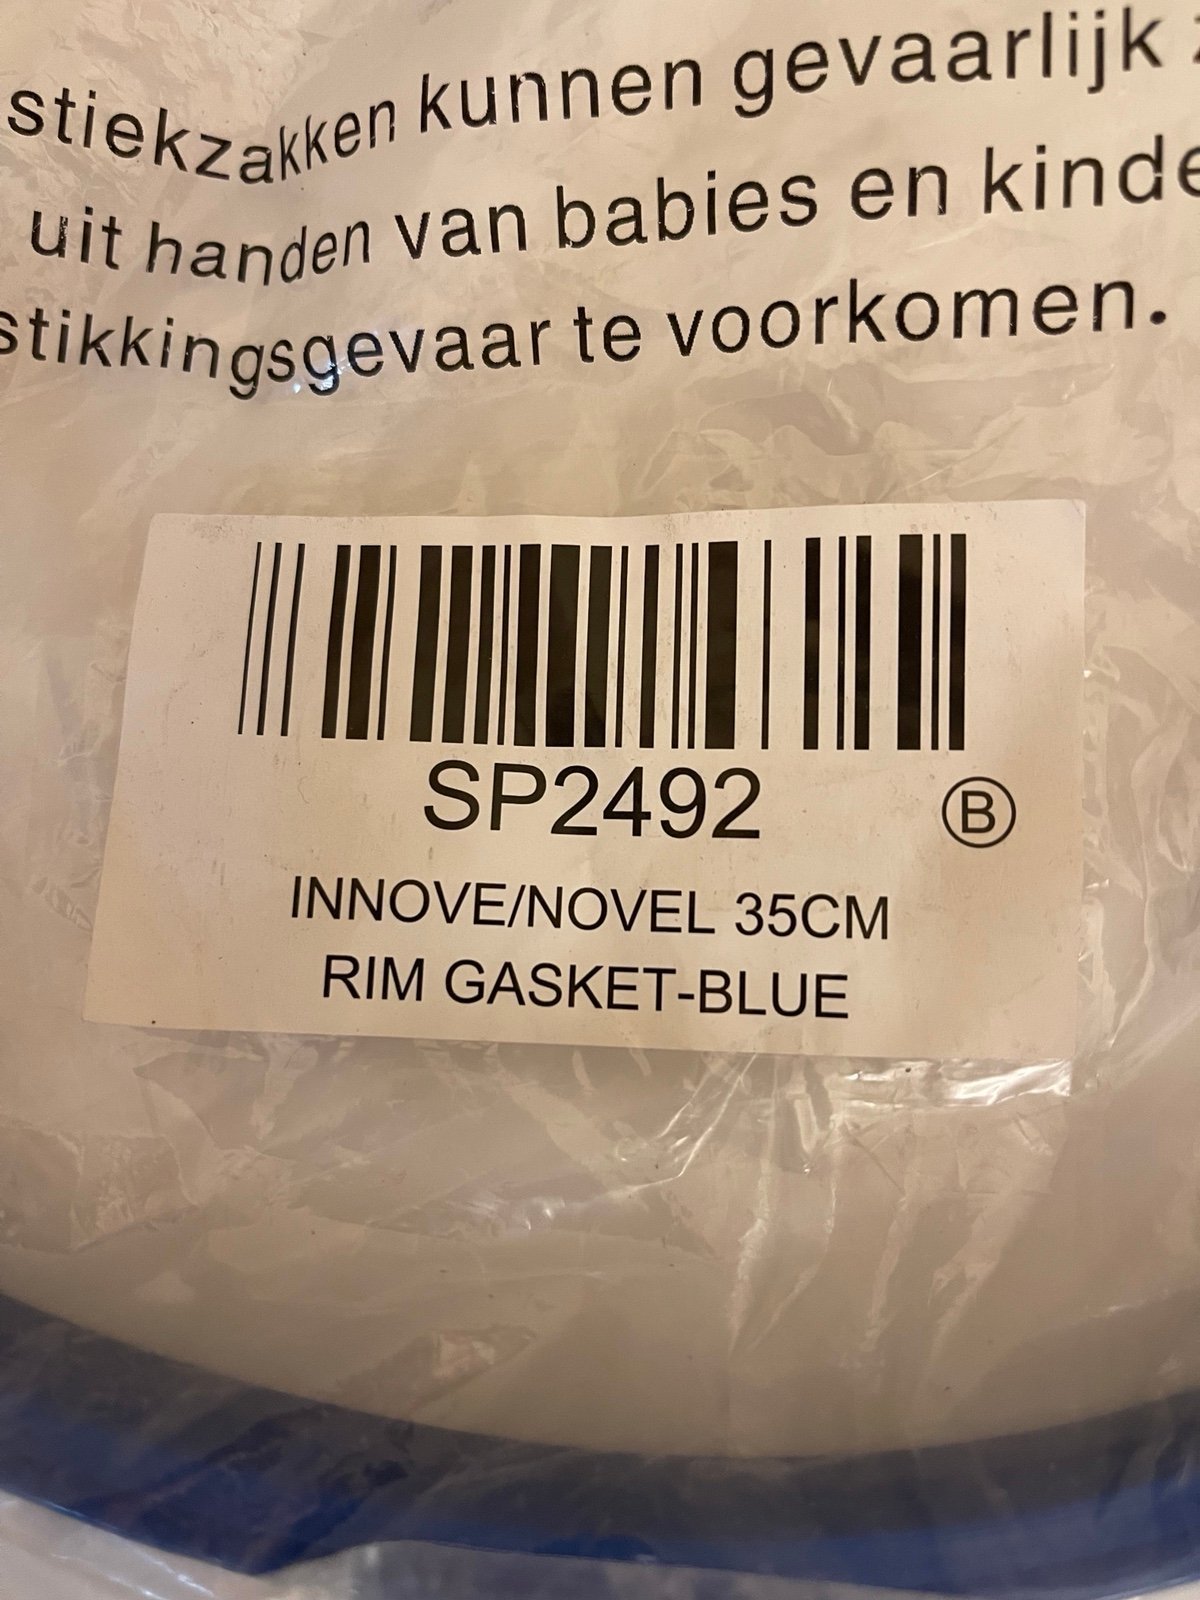 stiekzakken kunnen gevaarlijk
uit handen van babies en kinde
stikkingsgevaar te voorkomen.
SP2492
B
INNOVE/NOVEL 35CM
RIM GASKET-BLUE